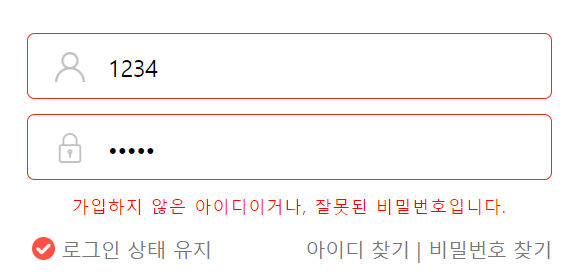 1234
•••••
가입하지 않은 아이디이거나, 잘못된 비밀번호입니다.
로그인 상태 유지 아이디 찾기 | 비밀번호 찾기